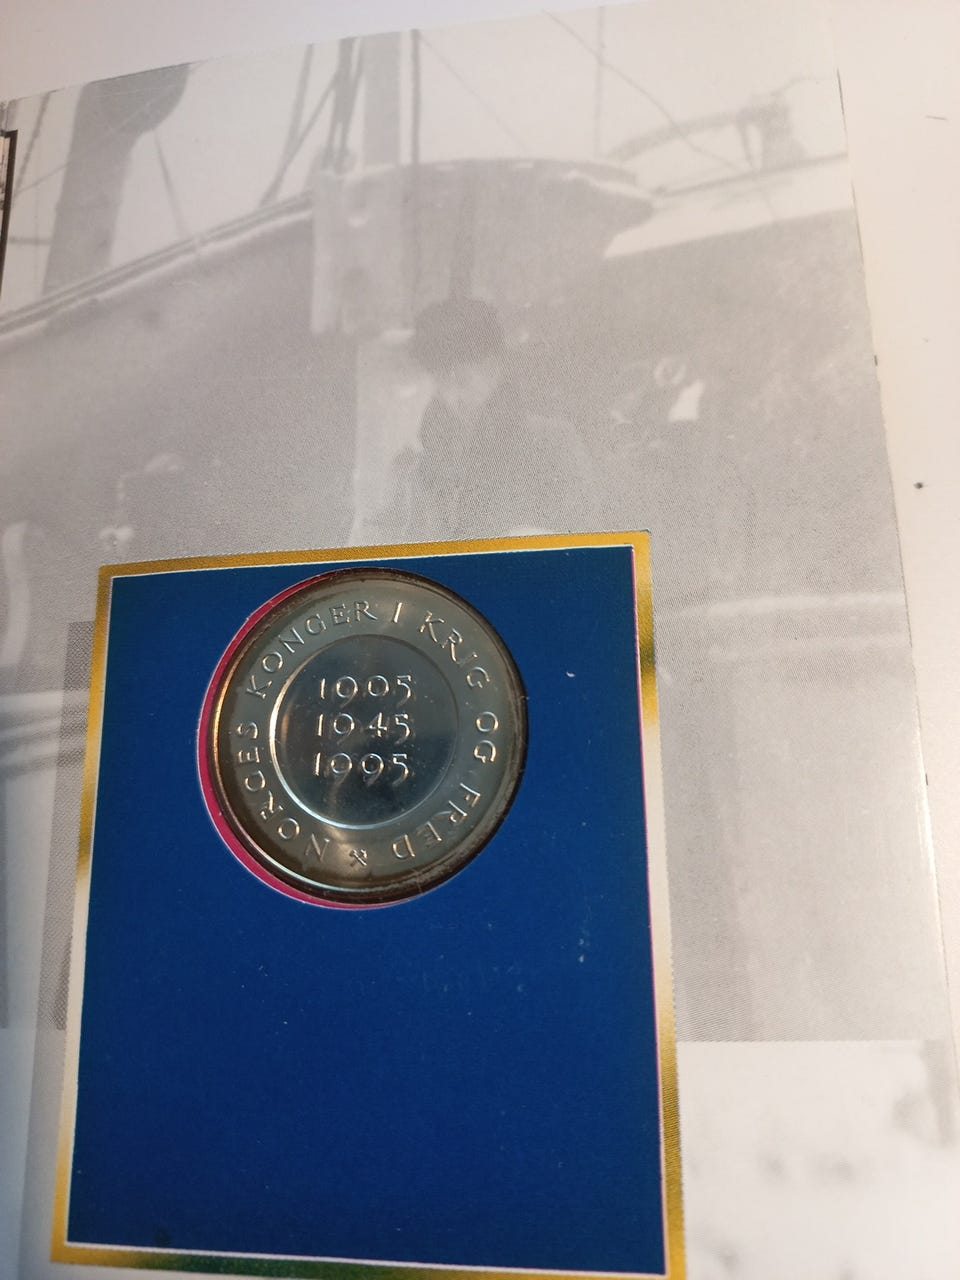 NORGES KONGER I KRIG OG FRED
1905
1945
1995